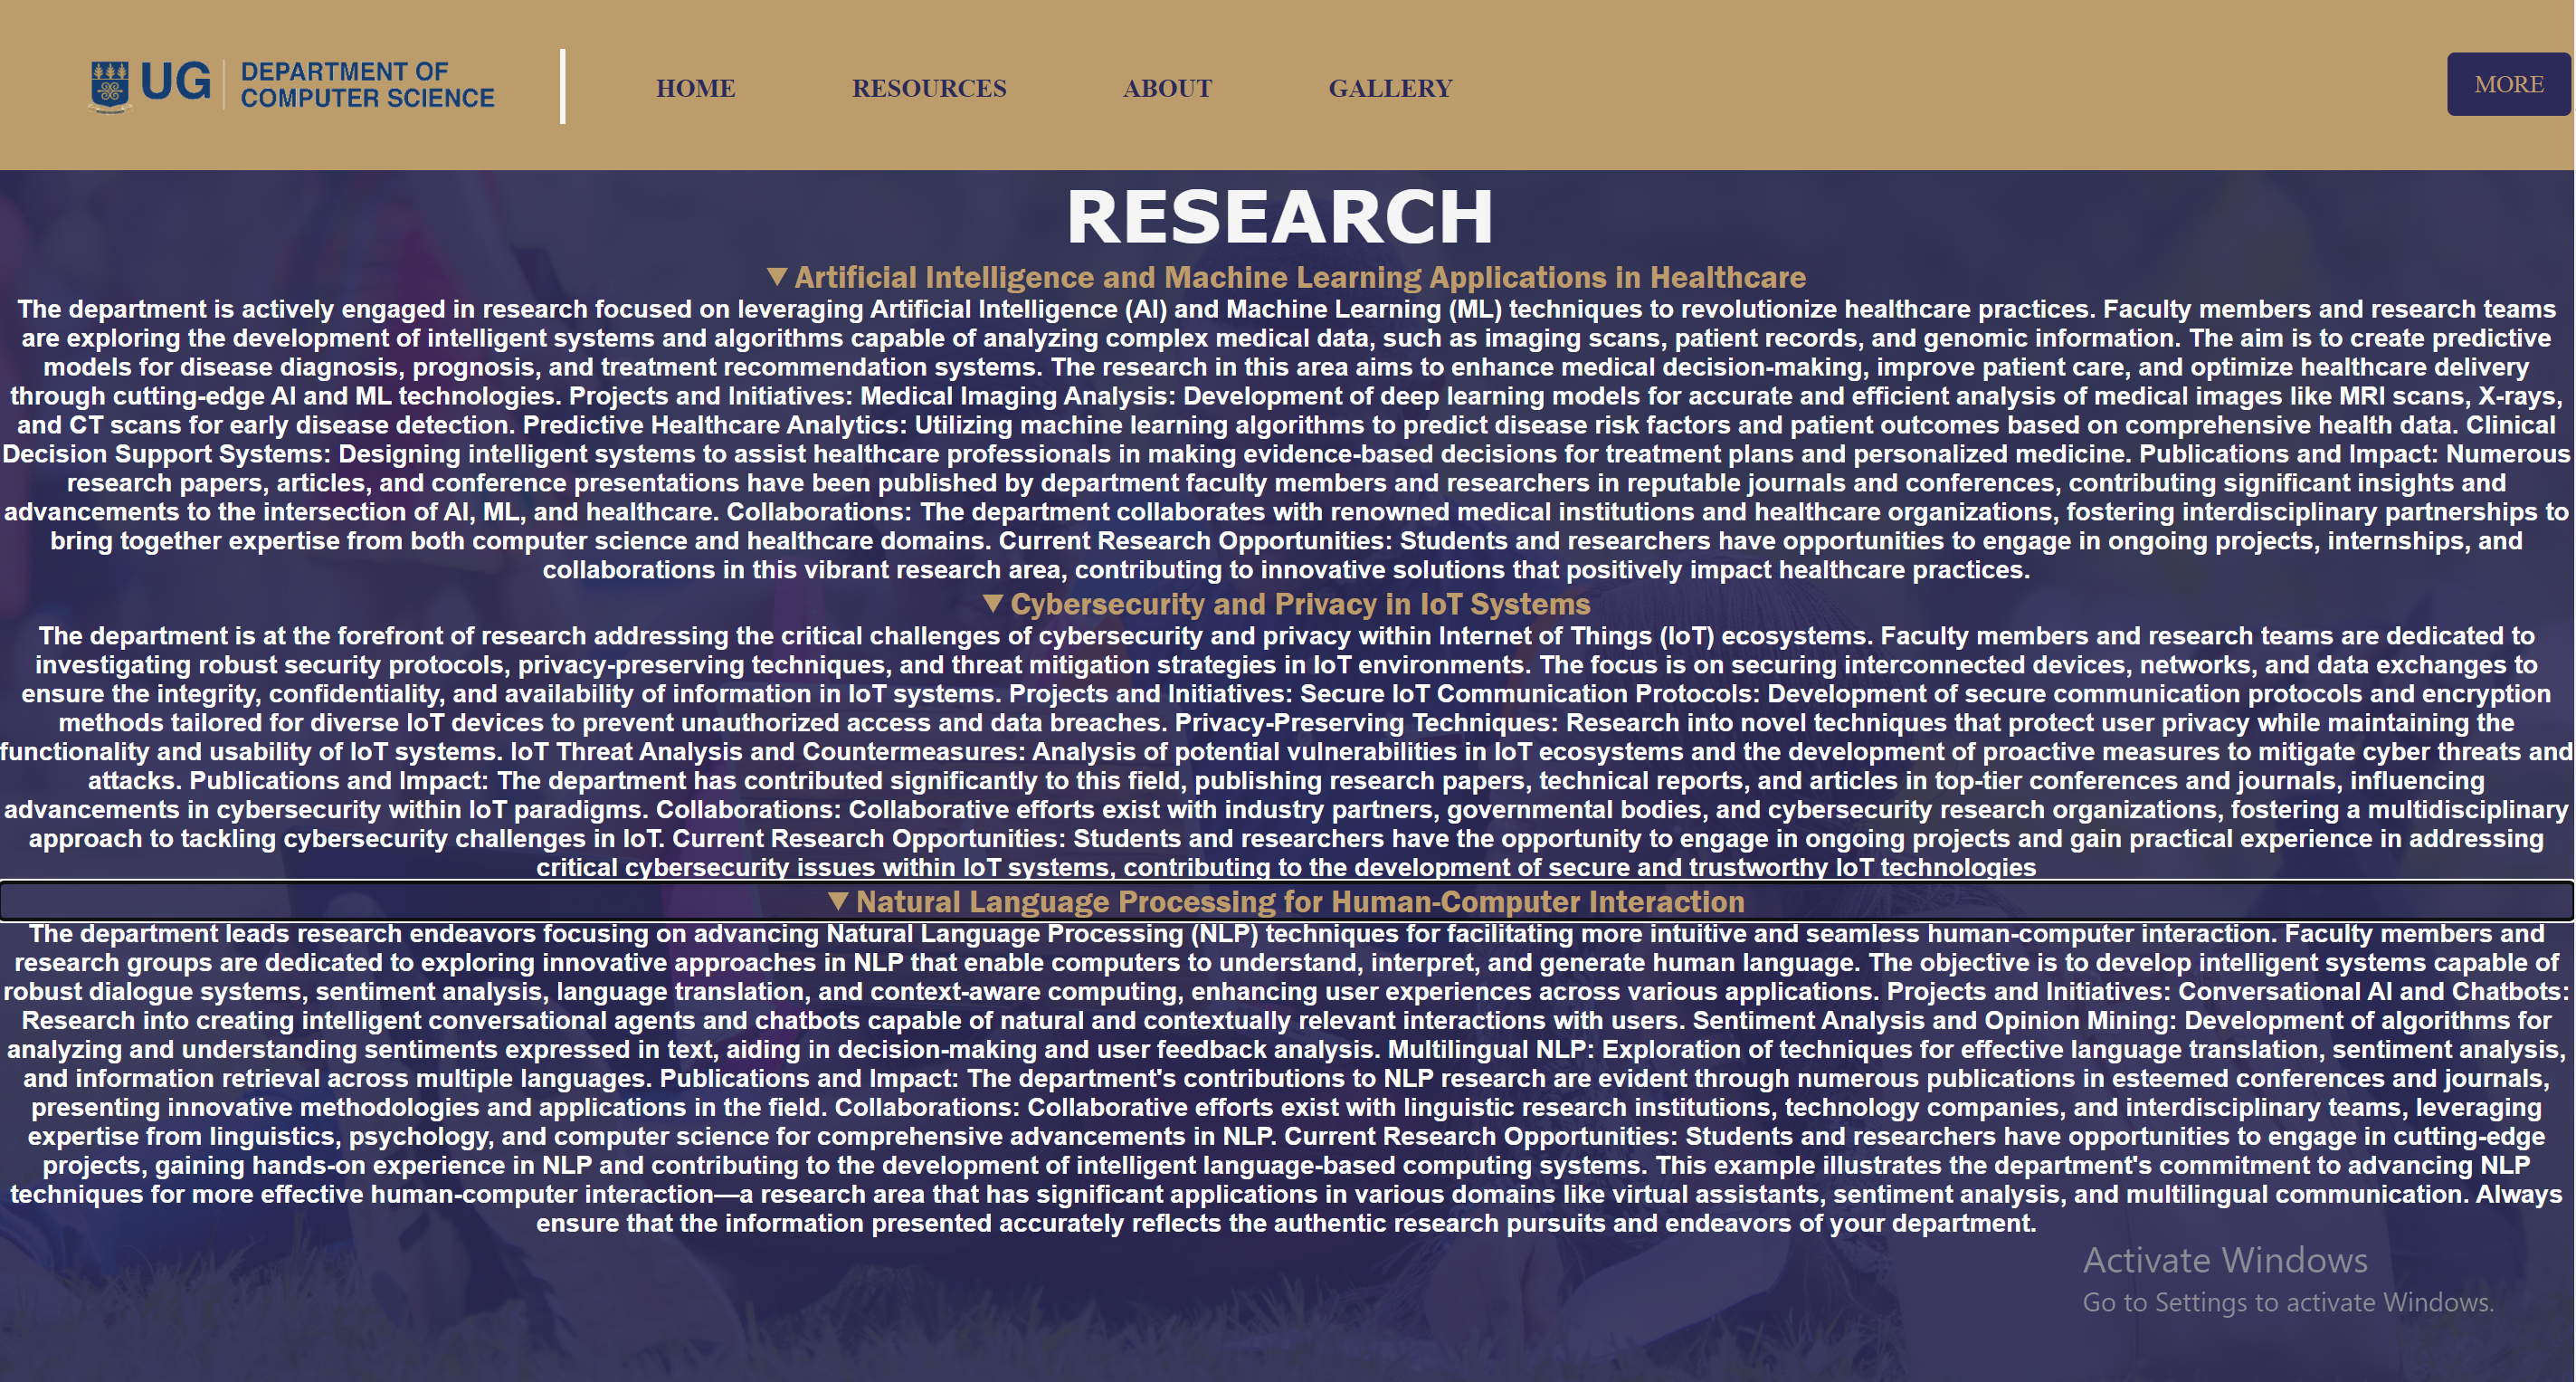 UG DEPARTMENT OF
COMPUTER SCIENCE
HOME RESOURCES ABOUT GALLERY MORE
RESEARCH
▼ Artificial Intelligence and Machine Learning Applications in Healthcare
The department is actively engaged in research focused on leveraging Artificial Intelligence (AI) and Machine Learning (ML) techniques to revolutionize healthcare practices. Faculty members and research teams
are exploring the development of intelligent systems and algorithms capable of analyzing complex medical data, such as imaging scans, patient records, and genomic information. The aim is to create predictive
models for disease diagnosis, prognosis, and treatment recommendation systems. The research in this area aims to enhance medical decision-making, improve patient care, and optimize healthcare delivery
through cutting-edge AI and ML technologies. Projects and Initiatives: Medical Imaging Analysis: Development of deep learning models for accurate and efficient analysis of medical images like MRI scans, X-rays,
and CT scans for early disease detection. Predictive Healthcare Analytics: Utilizing machine learning algorithms to predict disease risk factors and patient outcomes based on comprehensive health data. Clinical
Decision Support Systems: Designing intelligent systems to assist healthcare professionals in making evidence-based decisions for treatment plans and personalized medicine. Publications and Impact: Numerous
research papers, articles, and conference presentations have been published by department faculty members and researchers in reputable journals and conferences, contributing significant insights and
advancements to the intersection of AI, ML, and healthcare. Collaborations: The department collaborates with renowned medical institutions and healthcare organizations, fostering interdisciplinary partnerships to
bring together expertise from both computer science and healthcare domains. Current Research Opportunities: Students and researchers have opportunities to engage in ongoing projects, internships, and
collaborations in this vibrant research area, contributing to innovative solutions that positively impact healthcare practices.
▼ Cybersecurity and Privacy in IoT Systems
The department is at the forefront of research addressing the critical challenges of cybersecurity and privacy within Internet of Things (IoT) ecosystems. Faculty members and research teams are dedicated to
investigating robust security protocols, privacy-preserving techniques, and threat mitigation strategies in IoT environments. The focus is on securing interconnected devices, networks, and data exchanges to
ensure the integrity, confidentiality, and availability of information in IoT systems. Projects and Initiatives: Secure IoT Communication Protocols: Development of secure communication protocols and encryption
methods tailored for diverse IoT devices to prevent unauthorized access and data breaches. Privacy-Preserving Techniques: Research into novel techniques that protect user privacy while maintaining the
functionality and usability of IoT systems. IoT Threat Analysis and Countermeasures: Analysis of potential vulnerabilities in IoT ecosystems and the development of proactive measures to mitigate cyber threats and
attacks. Publications and Impact: The department has contributed significantly to this field, publishing research papers, technical reports, and articles in top-tier conferences and journals, influencing
advancements in cybersecurity within IoT paradigms. Collaborations: Collaborative efforts exist with industry partners, governmental bodies, and cybersecurity research organizations, fostering a multidisciplinary
approach to tackling cybersecurity challenges in IoT. Current Research Opportunities: Students and researchers have the opportunity to engage in ongoing projects and gain practical experience in addressing
critical cybersecurity issues within IoT systems, contributing to the development of secure and trustworthy IoT technologies
▼ Natural Language Processing for Human-Computer Interaction
The department leads research endeavors focusing on advancing Natural Language Processing (NLP) techniques for facilitating more intuitive and seamless human-computer interaction. Faculty members and
research groups are dedicated to exploring innovative approaches in NLP that enable computers to understand, interpret, and generate human language. The objective is to develop intelligent systems capable of
robust dialogue systems, sentiment analysis, language translation, and context-aware computing, enhancing user experiences across various applications. Projects and Initiatives: Conversational AI and Chatbots:
Research into creating intelligent conversational agents and chatbots capable of natural and contextually relevant interactions with users. Sentiment Analysis and Opinion Mining: Development of algorithms for
analyzing and understanding sentiments expressed in text, aiding in decision-making and user feedback analysis. Multilingual NLP: Exploration of techniques for effective language translation, sentiment analysis,
and information retrieval across multiple languages. Publications and Impact: The department's contributions to NLP research are evident through numerous publications in esteemed conferences and journals,
presenting innovative methodologies and applications in the field. Collaborations: Collaborative efforts exist with linguistic research institutions, technology companies, and interdisciplinary teams, leveraging
expertise from linguistics, psychology, and computer science for comprehensive advancements in NLP. Current Research Opportunities: Students and researchers have opportunities to engage in cutting-edge
projects, gaining hands-on experience in NLP and contributing to the development of intelligent language-based computing systems. This example illustrates the department's commitment to advancing NLP
techniques for more effective human-computer interaction—a research area that has significant applications in various domains like virtual assistants, sentiment analysis, and multilingual communication. Always
ensure that the information presented accurately reflects the authentic research pursuits and endeavors of your department.
Activate Windows
Go to Settings to activate Windows.